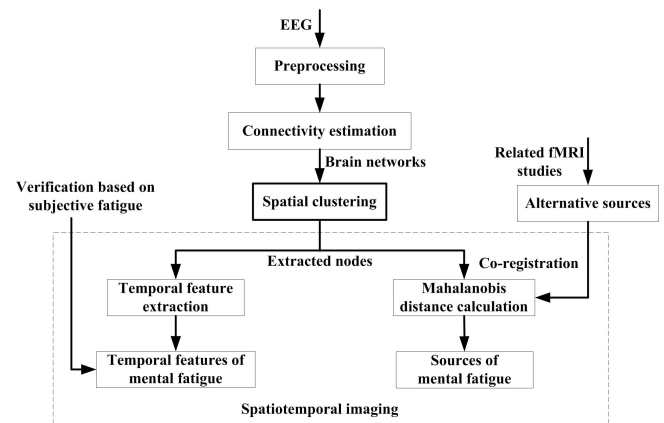 EEG
Preprocessing
Connectivity estimation
Brain networks
Related fMRI
studies
Verification based on
subjective fatigue
Spatial clustering
Alternative sources
Extracted nodes
Co-registration
Temporal feature
extraction
Mahalanobis
distance calculation
Temporal features of
mental fatigue
Sources of
mental fatigue
Spatiotemporal imaging